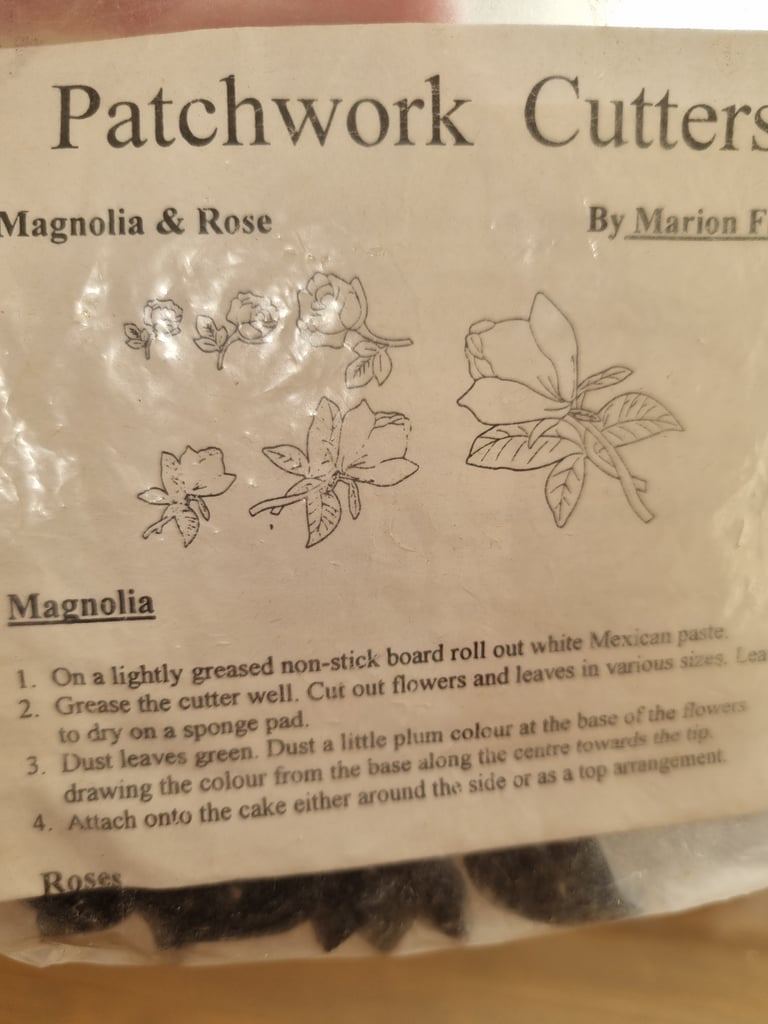 Patchwork Cutters
Magnolia & Rose
By Marion F
Magnolia
1. On a lightly greased non-stick board roll out white Mexican paste.
2. Grease the cutter well. Cut out flowers and leaves in various sizes. Lea
to dry on a sponge pad.
3. Dust leaves green. Dust a little plum colour at the base of the flowers
drawing the colour from the base along the centre towards the tip.
4. Attach onto the cake either around the side or as a top arrangement.
Roses